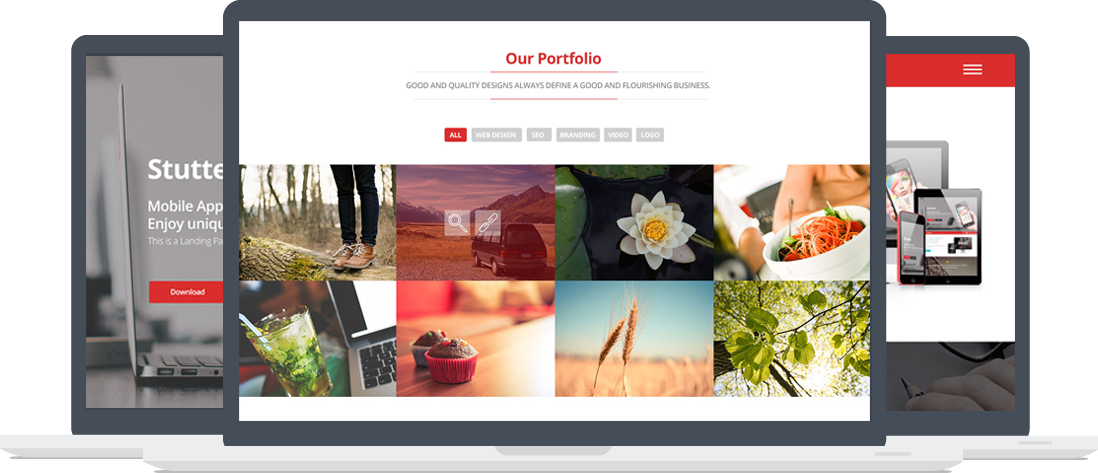 Our Portfolio
GOOD AND QUALITY DESIGNS ALWAYS DEFINE A GOOD AND FLOURISHING BUSINESS.
ALL WEB DESIGN SEO BRANDING VIDEO LOGO
Stutte
Mobile App
Enjoy uniqu
This is a Landing Pa
Download